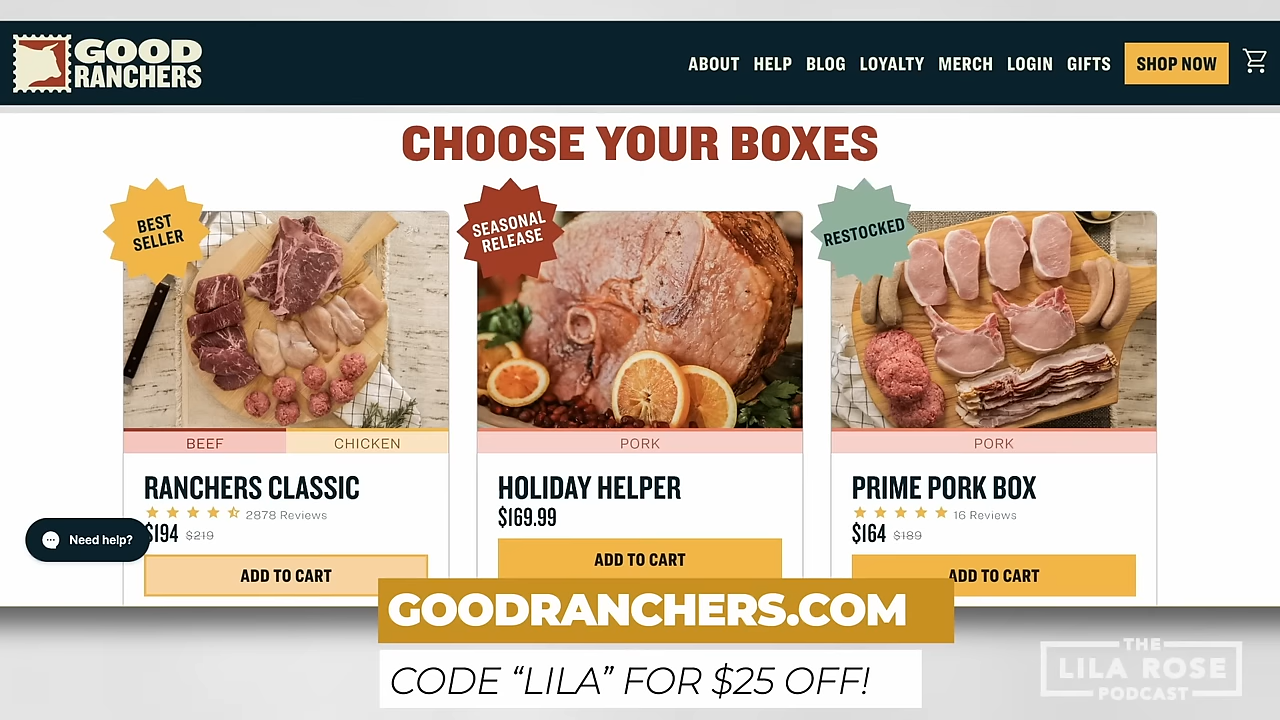 GOOD
RANCHERS
ABOUT HELP BLOG LOYALTY MERCH LOGIN GIFTS SHOP NOW
CHOOSE YOUR BOXES
BEST
SELLER
SEASONAL
RELEASE
RESTOCKED
BEEF CHICKEN
PORK
PORK
RANCHERS CLASSIC
2878 Reviews
$194 $219
ADD TO CART
HOLIDAY HELPER
$169.99
ADD TO CART
PRIME PORK BOX
16 Reviews
$164 $189
ADD TO CART
Need help?
GOODRANCHERS.COM
CODE “LILA” FOR $25 OFF!
THE
LILA ROSE
PODCAST